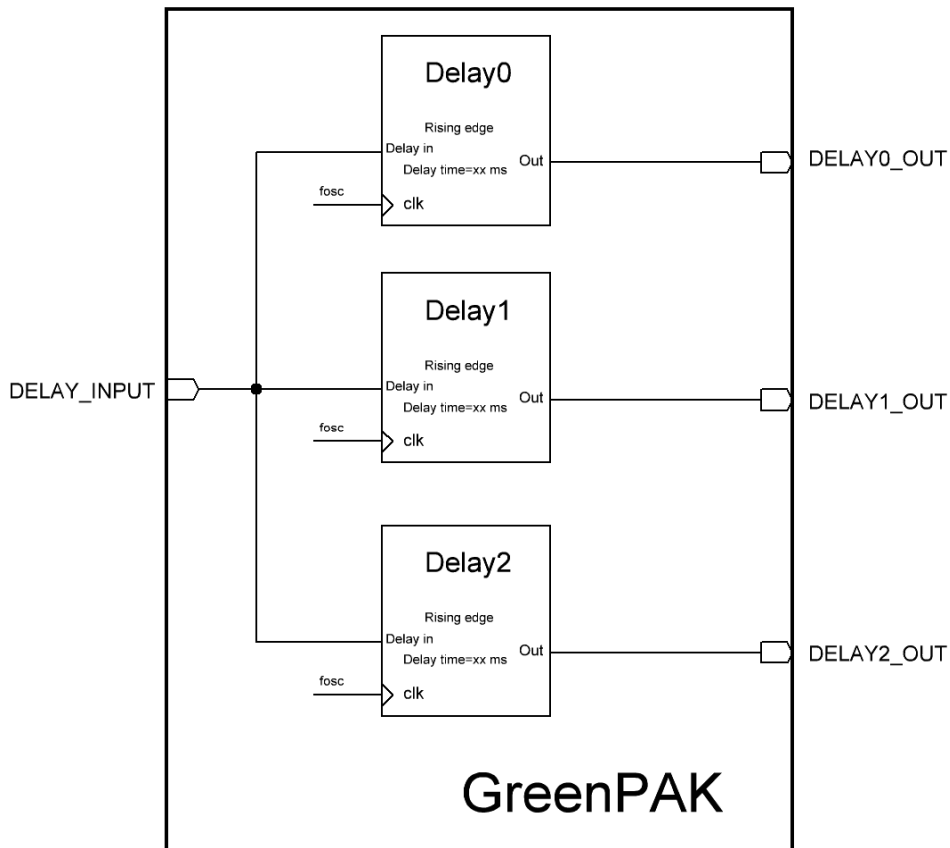 Delay0
Rising edge
Delay in
Delay time=xx ms
Out
fosc
clk
DELAY0_OUT
Delay1
Rising edge
Delay in
Delay time=xx ms
Out
fosc
clk
DELAY_INPUT
DELAY1_OUT
Delay2
Rising edge
Delay in
Delay time=xx ms
Out
fosc
clk
DELAY2_OUT
GreenPAK